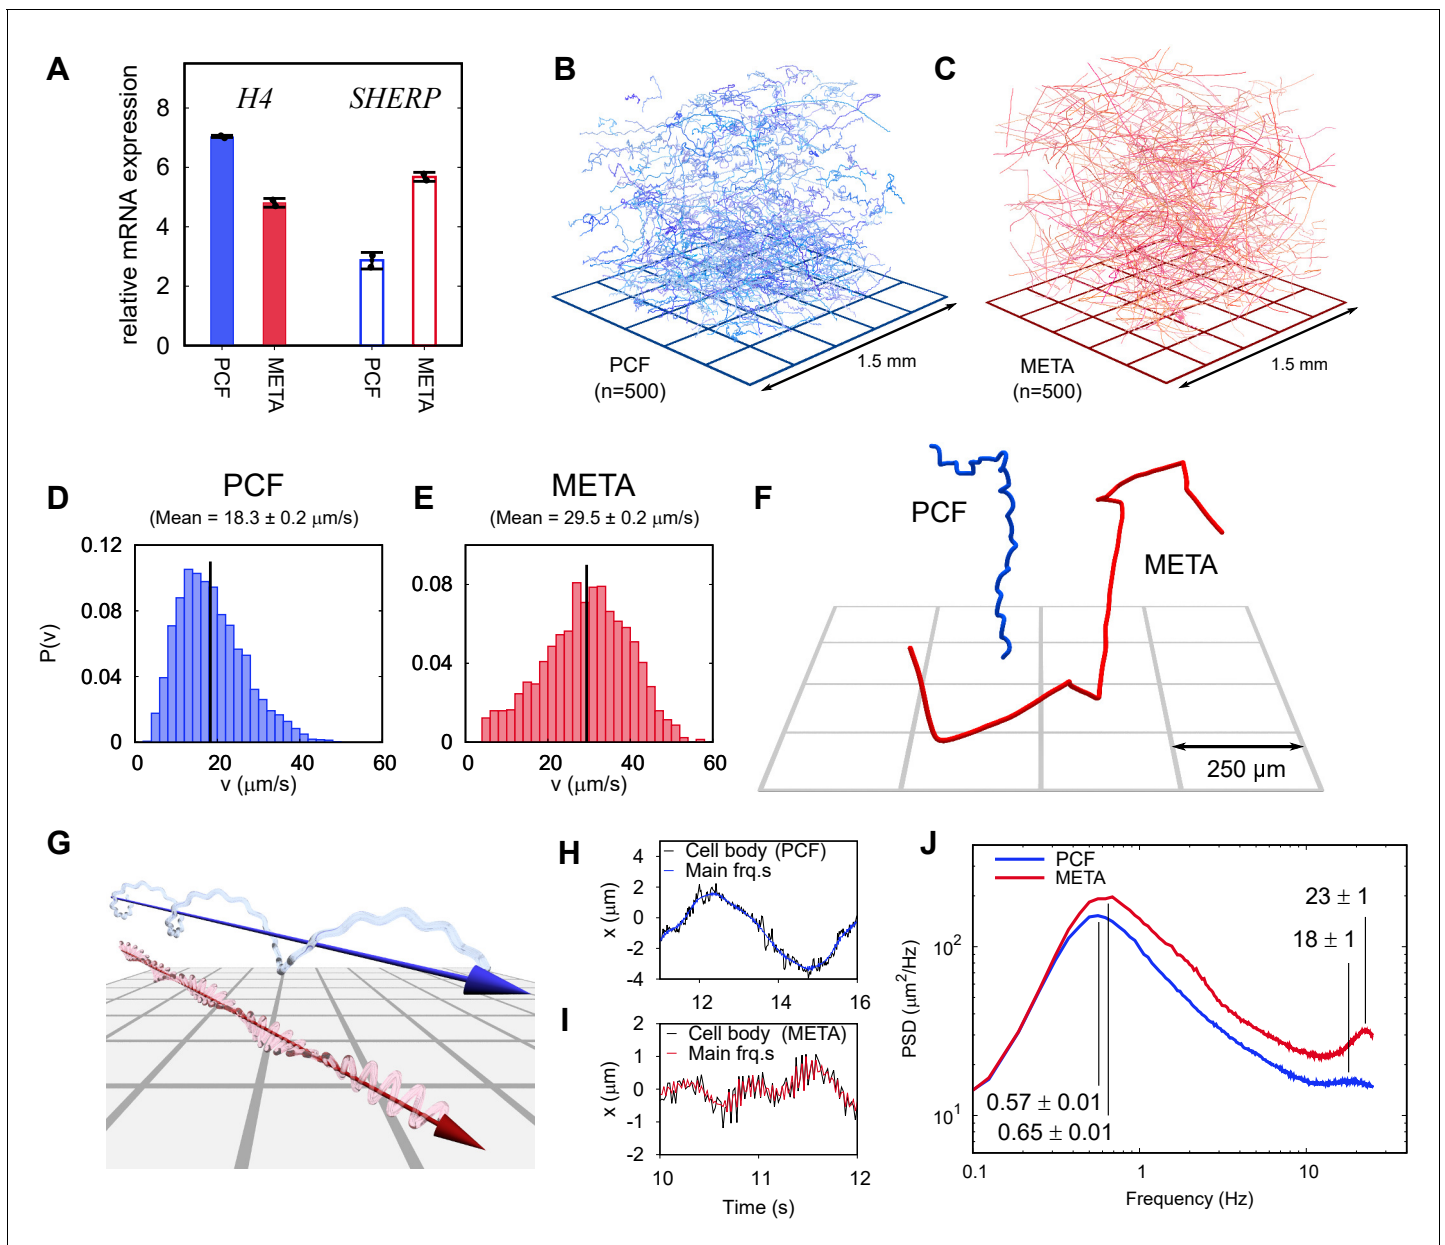 A
relative mRNA expression
8
6
4
2
0
H4
SHERP
PCF
META
PCF
META
B
PCF
(n=500)
1.5 mm
C
META
(n=500)
1.5 mm
D
PCF
(Mean = 18.3 ± 0.2 μm/s)
P(v)
0.12
0.08
0.04
0
0
20
40
60
v (μm/s)
E
META
(Mean = 29.5 ± 0.2 μm/s)
0.08
0.04
0
0
20
40
60
v (μm/s)
F
PCF
META
250 μm
G
H
x (μm)
4
2
0
-2
-4
Cell body (PCF)
Main frq.s
12
14
16
I
x (μm)
2
1
0
-1
-2
Cell body (META)
Main frq.s
10
11
12
Time (s)
J
PSD (μm²/Hz)
10²
10¹
PCF
META
23 ± 1
18 ± 1
0.57 ± 0.01
0.65 ± 0.01
0.1
1
10
Frequency (Hz)